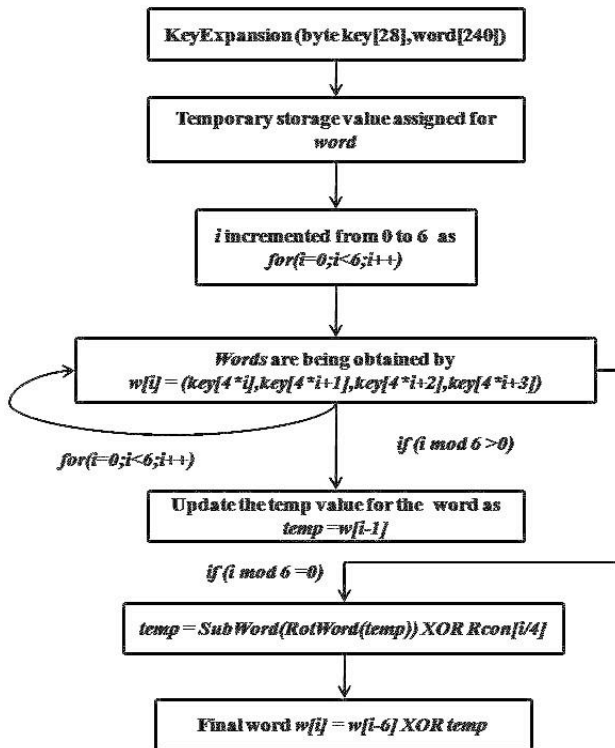 KeyExpansion (byte key[28],word[240])
Temporary storage value assigned for
word
i incremented from 0 to 6 as
for(i=0;i<6;i++)
Words are being obtained by
w[i] = (key[4*i],key[4*i+1],key[4*i+2],key[4*i+3])
for(i=0;i<6;i++)
if (i mod 6 >0)
Update the temp value for the word as
temp =w[i-1]
if (i mod 6 =0)
temp = SubWord(RotWord(temp)) XOR Rcon[i/4]
Final word w[i] = w[i-6] XOR temp